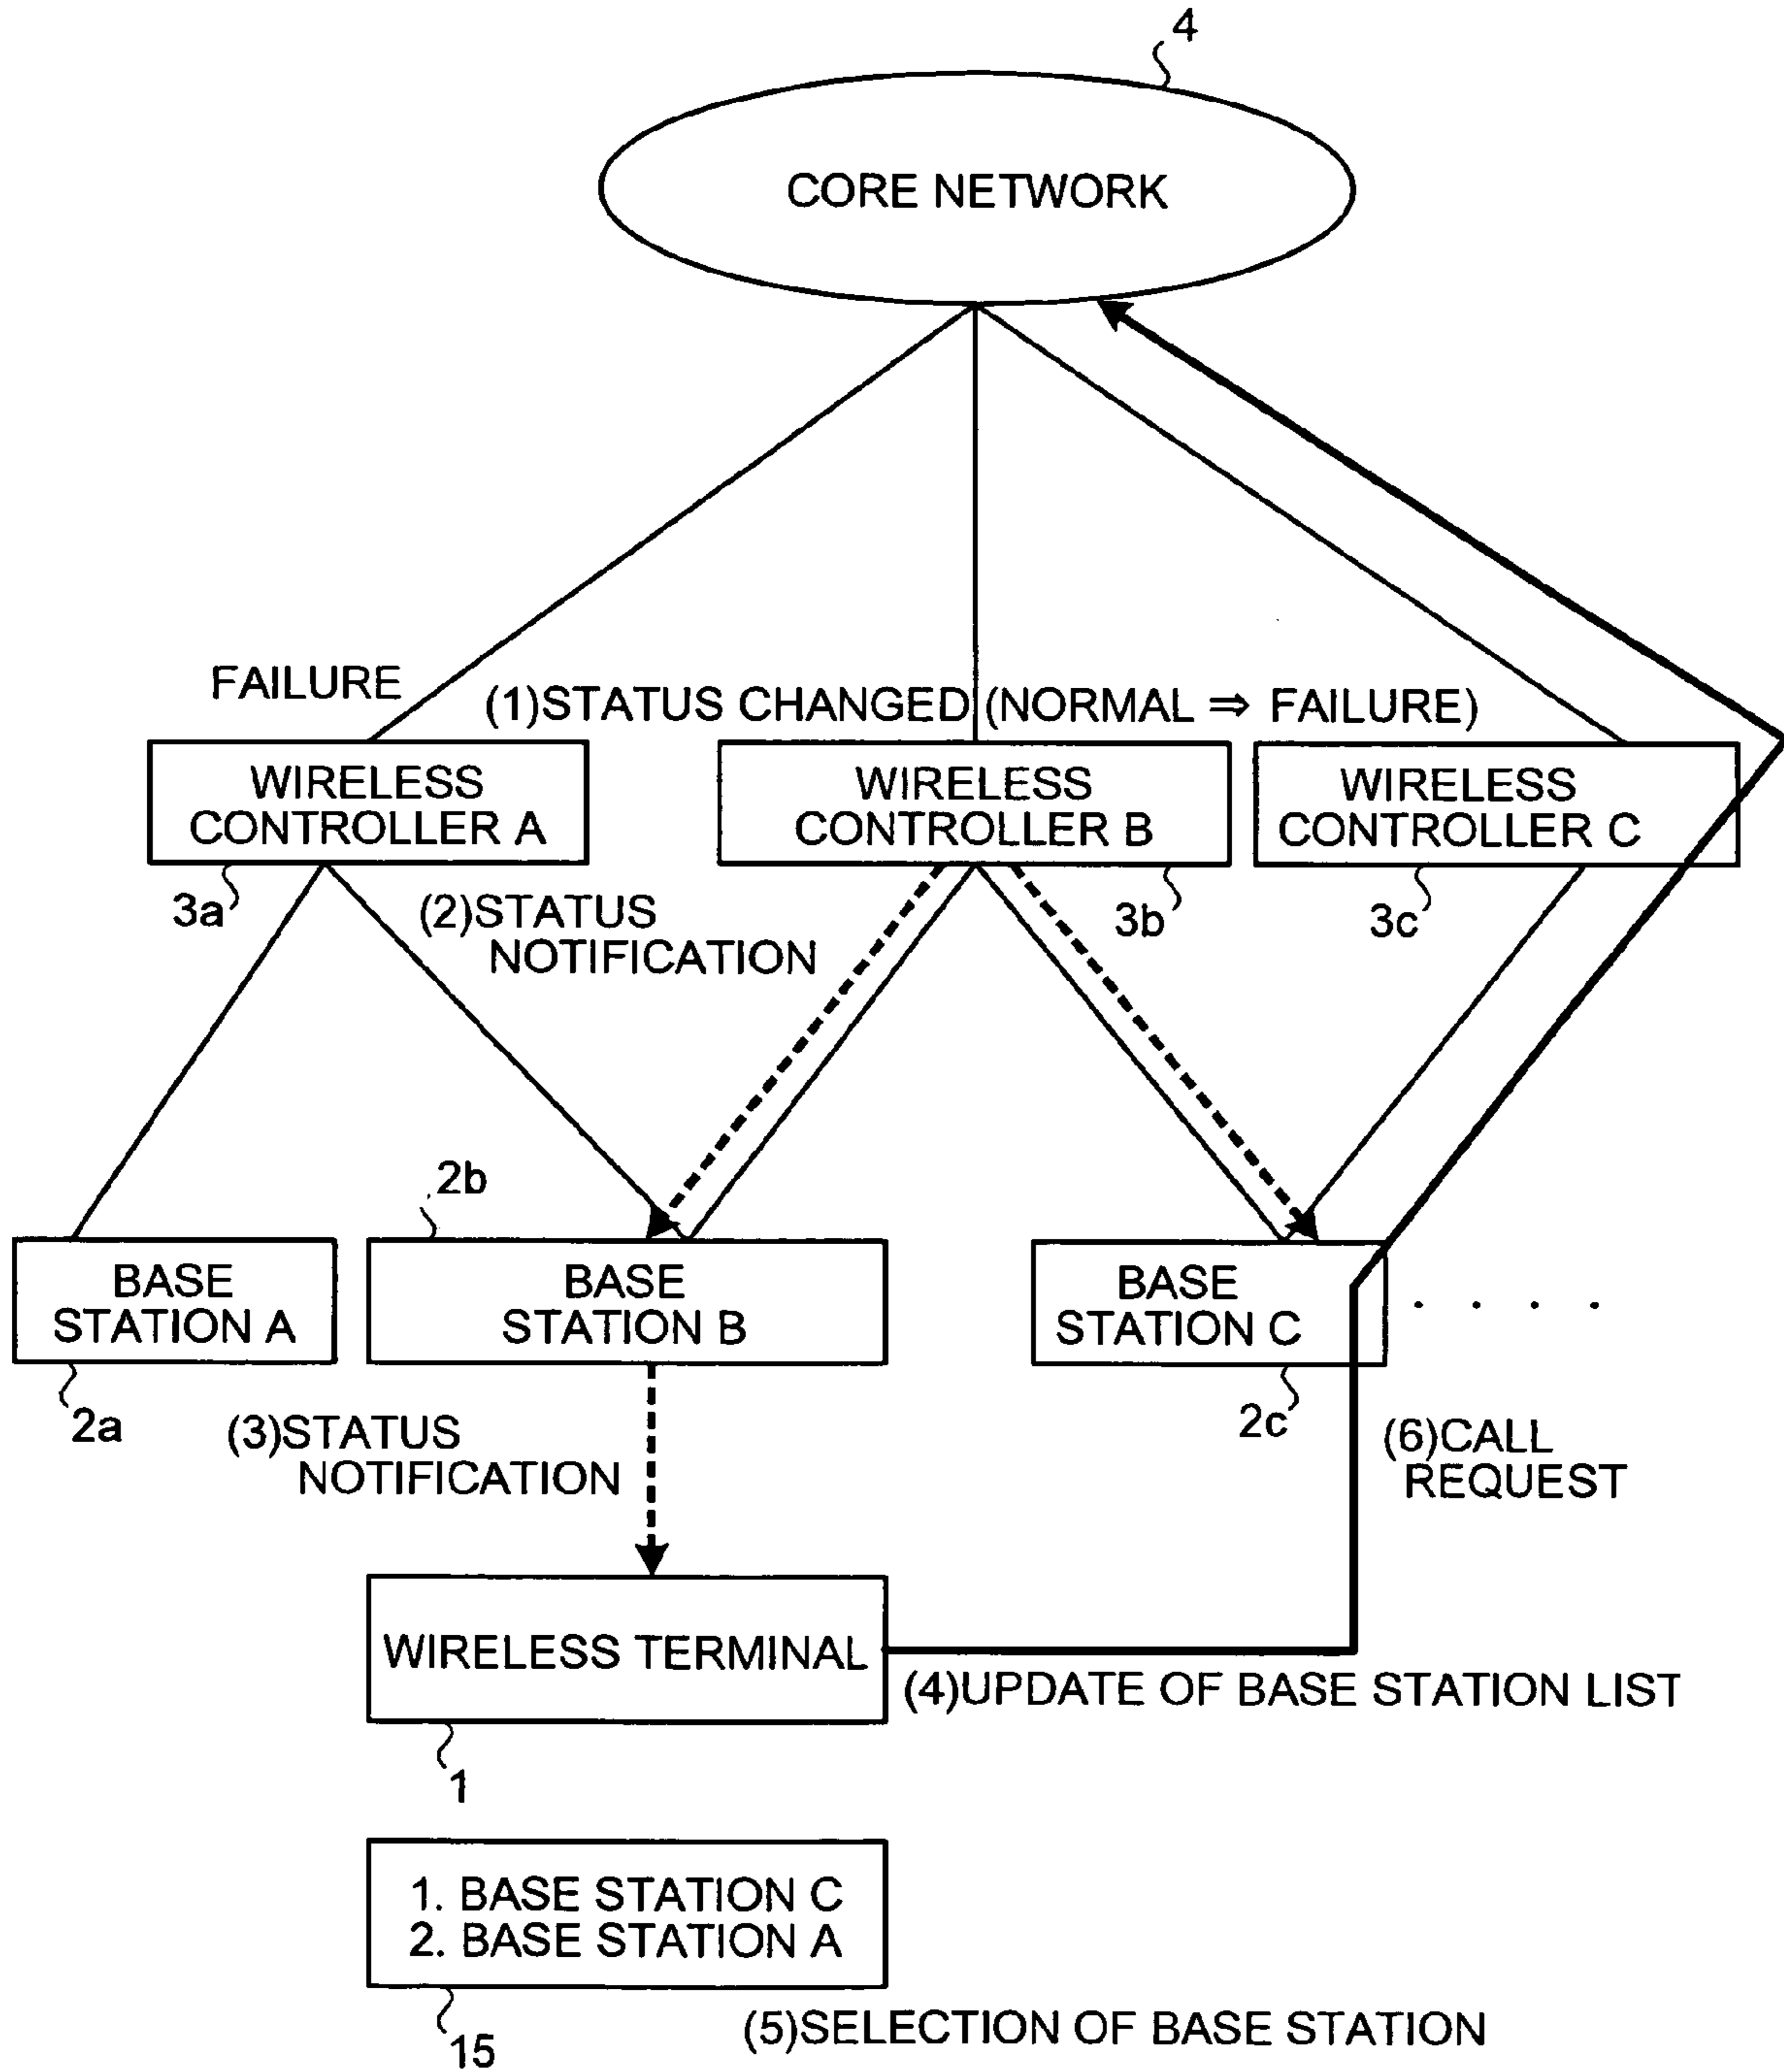 4
CORE NETWORK
FAILURE
(1)STATUS CHANGED (NORMAL ⇒ FAILURE)
WIRELESS
CONTROLLER A
WIRELESS
CONTROLLER B
WIRELESS
CONTROLLER C
3a
(2)STATUS
NOTIFICATION
3b
3c
2b
BASE
STATION A
BASE
STATION B
BASE
STATION C
. . . .
2a
(3)STATUS
NOTIFICATION
2c
(6)CALL
REQUEST
WIRELESS TERMINAL
(4)UPDATE OF BASE STATION LIST
1
1. BASE STATION C
2. BASE STATION A
15
(5)SELECTION OF BASE STATION